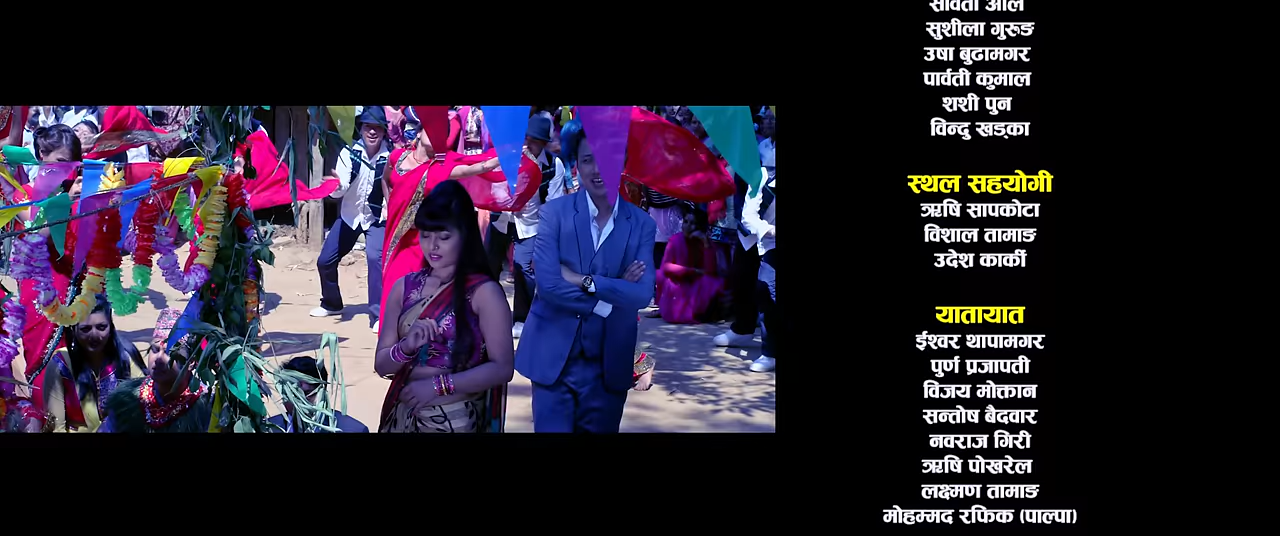 सुशीला गुरुङ
उषा बुढामगर
पार्वती कुमाल
शशी पुन
विन्दु खड्का
स्थल सहयोगी
ऋषि सापकोटा
विशाल तामाङ
उदेश कार्की
यातायात
ईश्वर थापामगर
पुर्ण प्रजापती
विजय मोक्तान
सन्तोष बैदवार
नवराज गिरी
ऋषि पोखरेल
लक्ष्मण तामाङ
मोहम्मद रफिक (पाल्पा)